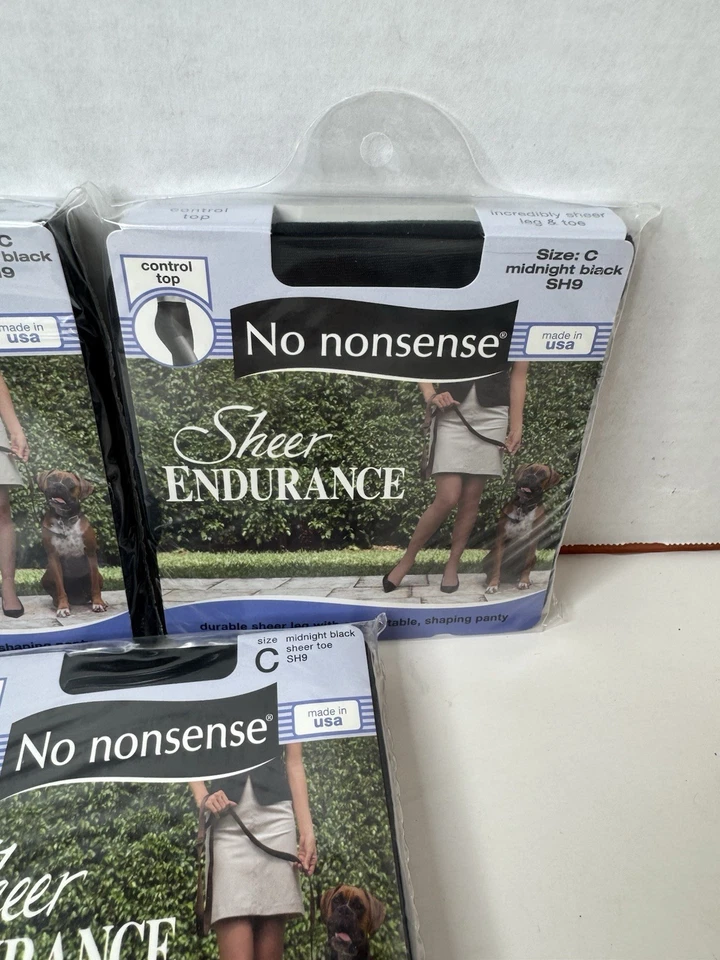 C
black
made in
usa
control
top
incredibly sheer
leg & toe
Size: C
midnight black
SH9
control
top
No nonsense®
made in
usa
Sheer
ENDURANCE
durable sheer leg with table, shaping panty
size
C
midnight black
sheer toe
SH9
No nonsense®
made in
usa